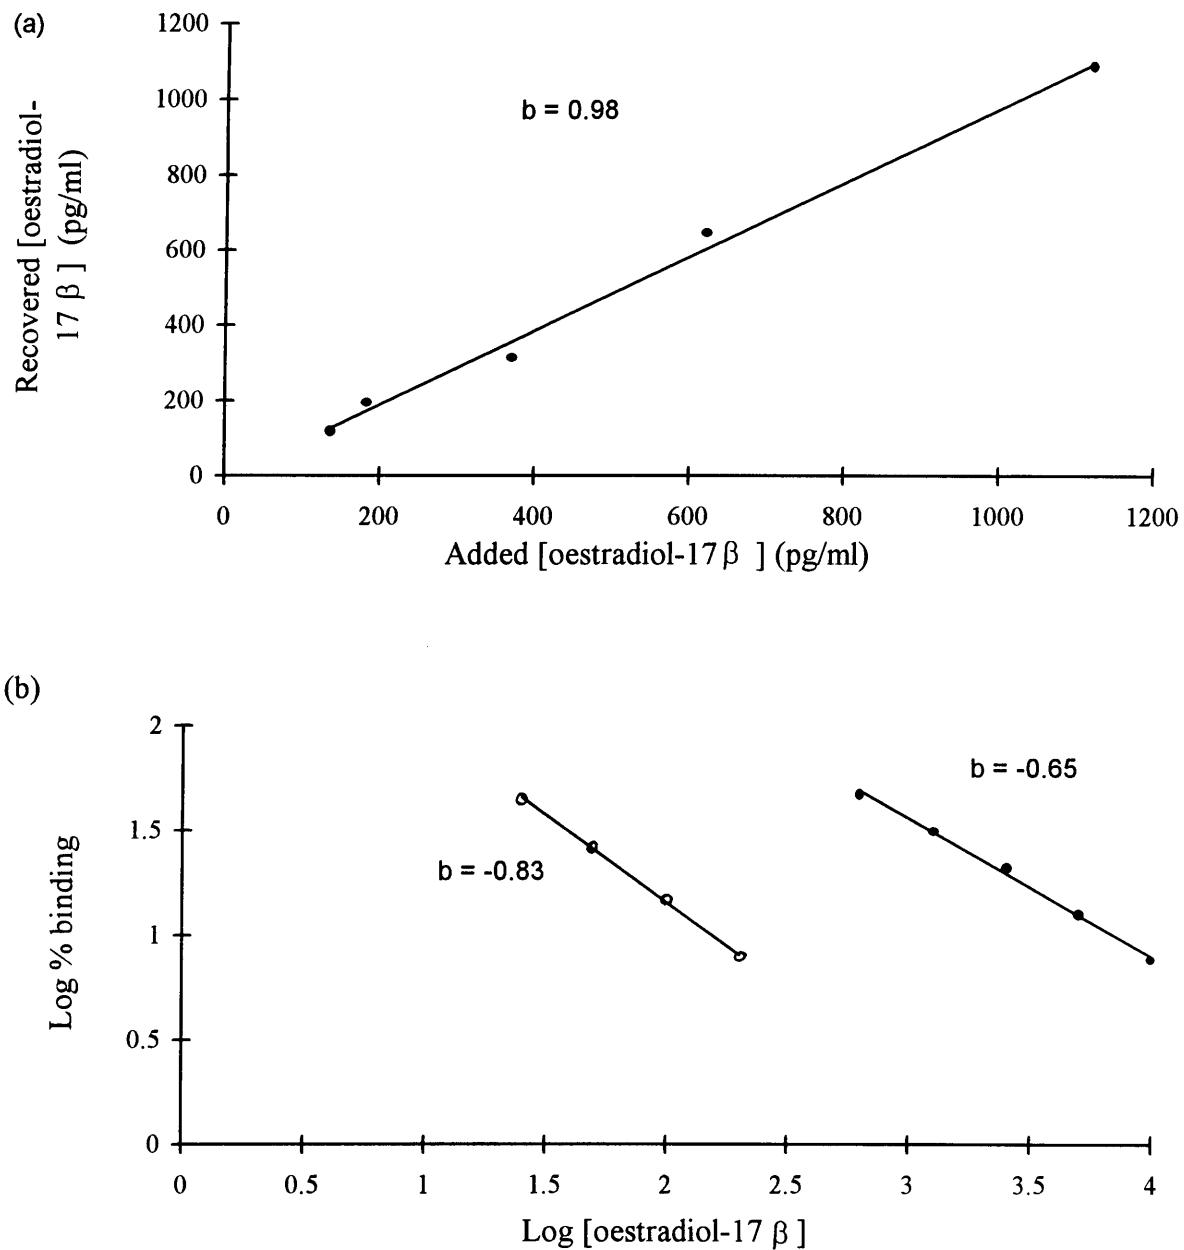 (a)
1200
1000
800
600
400
200
0
Recovered [oestradiol-
17 β ] (pg/ml)
b = 0.98
0 200 400 600 800 1000 1200
Added [oestradiol-17β ] (pg/ml)
(b)
2
1.5
1
0.5
0
Log % binding
b = -0.65
b = -0.83
0 0.5 1 1.5 2 2.5 3 3.5 4
Log [oestradiol-17 β ]